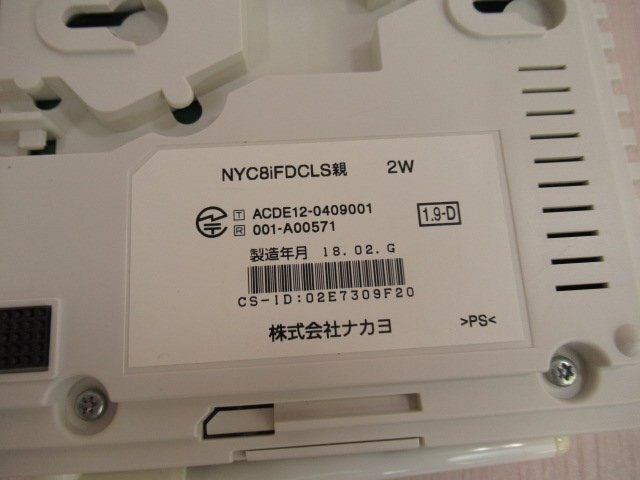 NYC8iFDCLS親 2W
T ACDE12-0409001
R 001-A00571
1.9-D
製造年月 18.02.G
CS-ID:02E7309F20
株式会社ナカヨ
>PS<